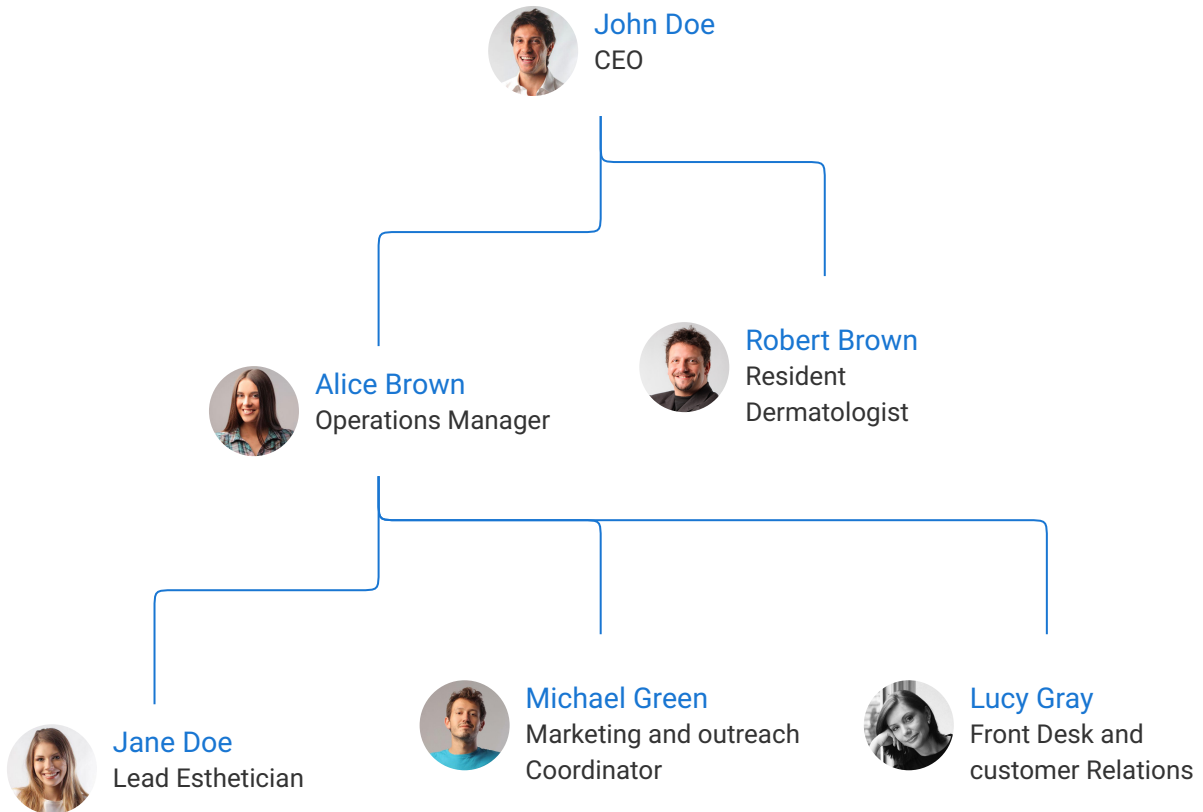 John Doe
CEO
Robert Brown
Resident
Dermatologist
Alice Brown
Operations Manager
Michael Green
Marketing and outreach
Coordinator
Lucy Gray
Front Desk and
customer Relations
Jane Doe
Lead Esthetician